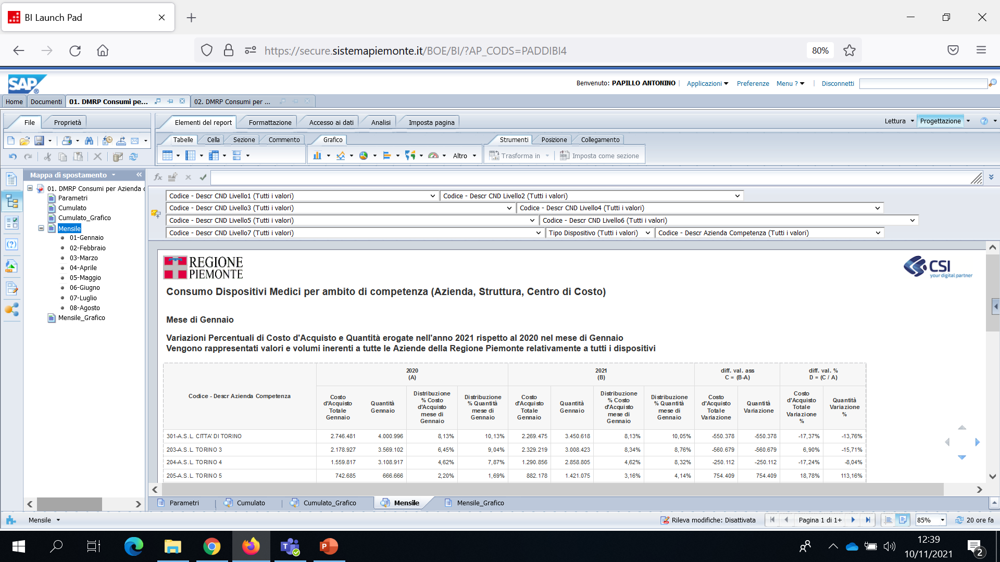 BI Launch Pad
https://secure.sistemapiemonte.it/BOE/BI/?AP_CODS=PADDIBI4
80%
SAP
Benvenuto: PAPILLO ANTONINO
Applicazioni
Preferenze
Menu ?
Disconnetti
Home
Documenti
01. DMRP Consumi pe...
02. DMRP Consumi per ...
File
Proprietà
Elementi del report
Formattazione
Accesso ai dati
Analisi
Imposta pagina
Lettura
Progettazione
Tabelle
Cella
Sezione
Commento
Grafico
Strumenti
Posizione
Collegamento
Altro
Trasforma in
Imposta come sezione
Mappa di spostamento
01. DMRP Consumi per Azienda
Parametri
Cumulato
Cumulato_Grafico
Mensile
01-Gennaio
02-Febbraio
03-Marzo
04-Aprile
05-Maggio
06-Giugno
07-Luglio
08-Agosto
Mensile_Grafico
Codice - Descr CND Livello1 (Tutti i valori)
Codice - Descr CND Livello2 (Tutti i valori)
Codice - Descr CND Livello3 (Tutti i valori)
Codice - Descr CND Livello4 (Tutti i valori)
Codice - Descr CND Livello5 (Tutti i valori)
Codice - Descr CND Livello6 (Tutti i valori)
Codice - Descr CND Livello7 (Tutti i valori)
Tipo Dispositivo (Tutti i valori)
Codice - Descr Azienda Competenza (Tutti i valori)
REGIONE
PIEMONTE
CSI
your digital partner
Consumo Dispositivi Medici per ambito di competenza (Azienda, Struttura, Centro di Costo)
Mese di Gennaio
Variazioni Percentuali di Costo d'Acquisto e Quantità erogate nell'anno 2021 rispetto al 2020 nel mese di Gennaio
Vengono rappresentati valori e volumi inerenti a tutte le Aziende della Regione Piemonte relativamente a tutti i dispositivi
Codice - Descr Azienda Competenza
2020
(A)
2021
(B)
diff. val. ass
C = (B-A)
diff. val. %
D = (C / A)
Costo
d'Acquisto
Totale
Gennaio
Quantità
Gennaio
Distribuzione
% Costo
d'Acquisto
mese di
Gennaio
Distribuzione
% Quantità
mese di
Gennaio
Costo
d'Acquisto
Totale
Gennaio
Quantità
Gennaio
Distribuzione
% Costo
d'Acquisto
mese di
Gennaio
Distribuzione
% Quantità
mese di
Gennaio
Costo
d'Acquisto
Totale
Variazione
Quantità
Variazione
Costo
d'Acquisto
Totale
Variazione
%
Quantità
Variazione
%
301-A.S.L. CITTA' DI TORINO 2.746.481 4.000.996 8,13% 10,13% 2.269.475 3.450.618 8,13% 10,05% -550.378 -550.378 -17,37% -13,76%
203-A.S.L. TORINO 3 2.178.927 3.569.102 6,45% 9,04% 2.329.219 3.008.423 8,34% 8,76% -560.679 -560.679 6,90% -15,71%
204-A.S.L. TORINO 4 1.559.817 3.108.917 4,62% 7,87% 1.290.856 2.858.805 4,62% 8,32% -250.112 -250.112 -17,24% -8,04%
205-A.S.L. TORINO 5 742.685 666.666 2,20% 1,69% 882.178 1.421.075 3,16% 4,14% 754.409 754.409 18,78% 113,16%
Parametri
Cumulato
Cumulato_Grafico
Mensile
Mensile_Grafico
Mensile
Rileva modifiche: Disattivata
Pagina 1 di 1+
85%
20 ore fa
12:39
10/11/2021
2